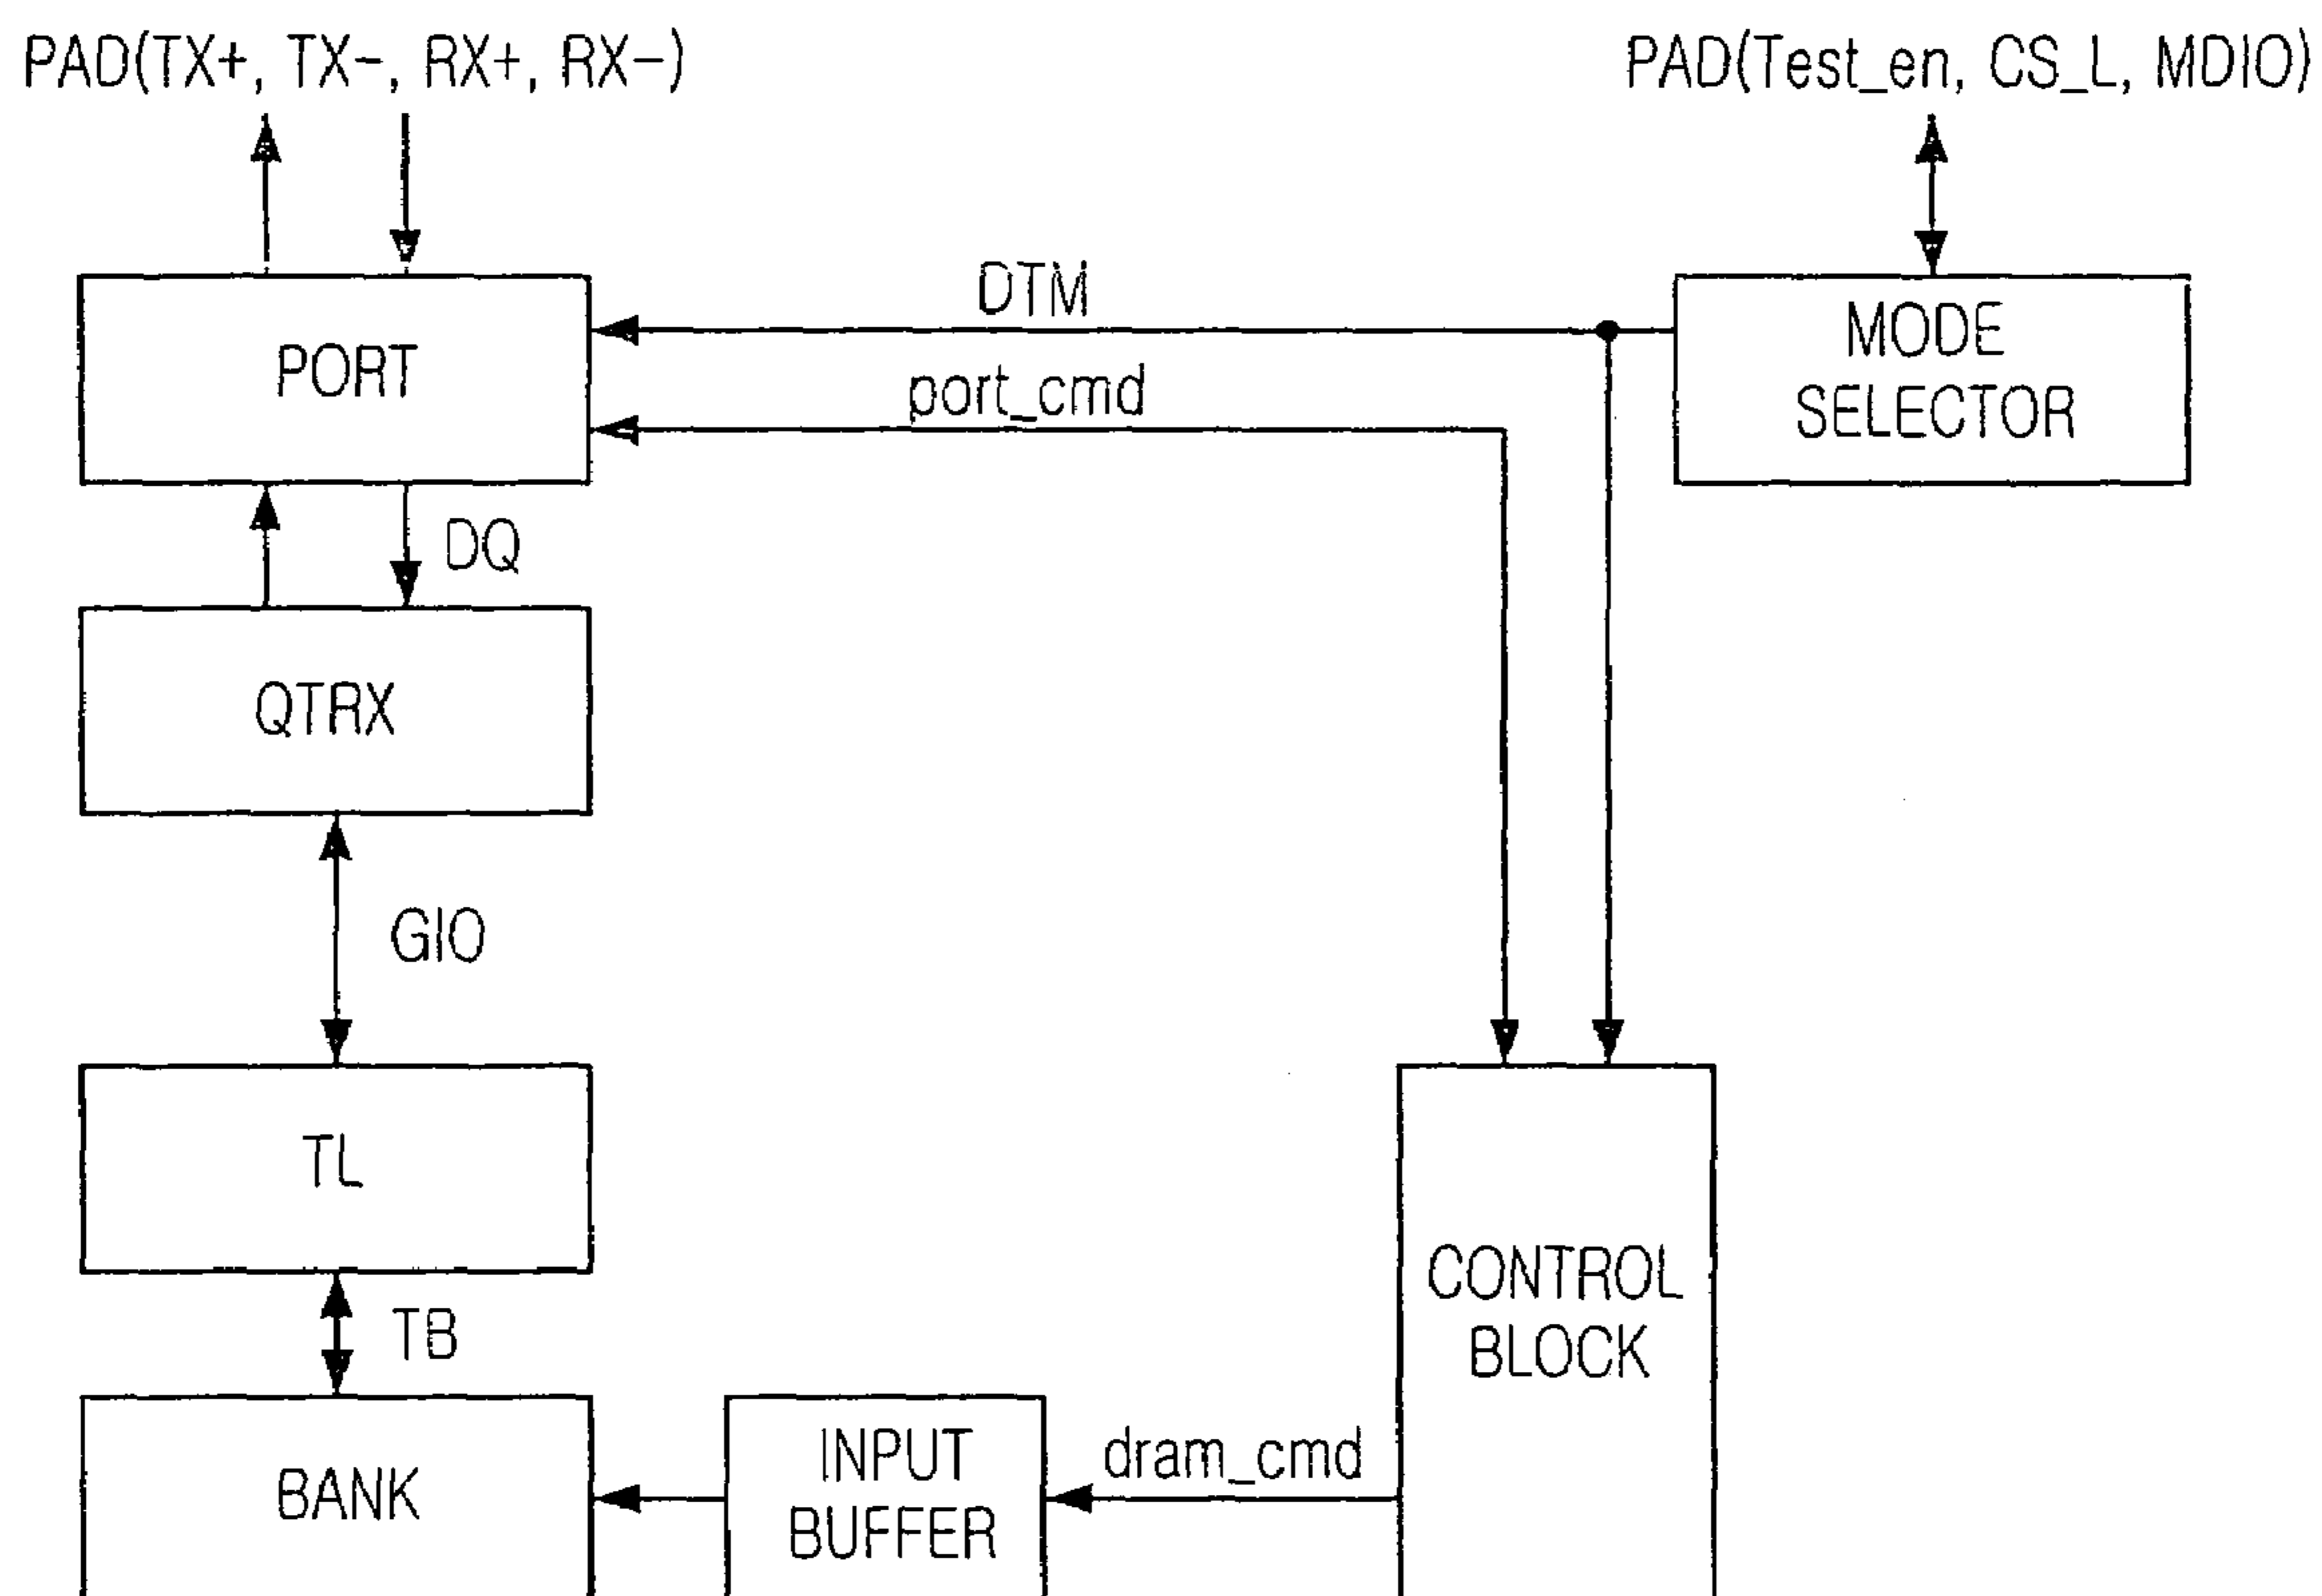 PAD(TX+, TX-, RX+, RX-)
PAD(Test_en, CS_L, MDIO)
DTM
MODE
SELECTOR
PORT
port_cmd
DQ
QTRX
GIO
TL
CONTROL
BLOCK
TB
BANK
INPUT
BUFFER
dram_cmd